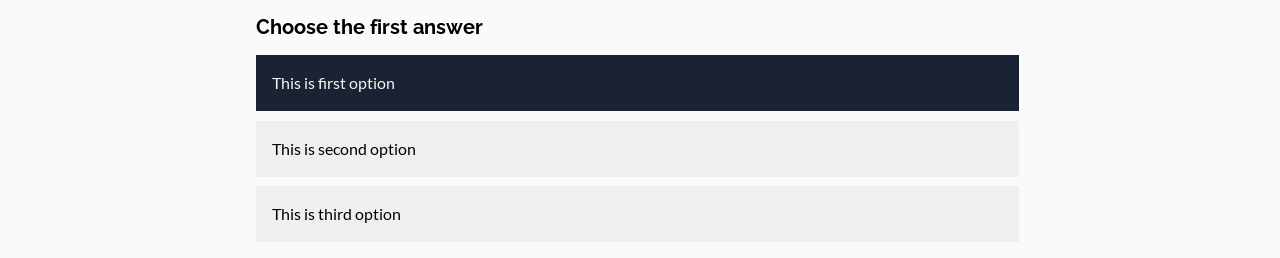 Choose the first answer
This is first option
This is second option
This is third option